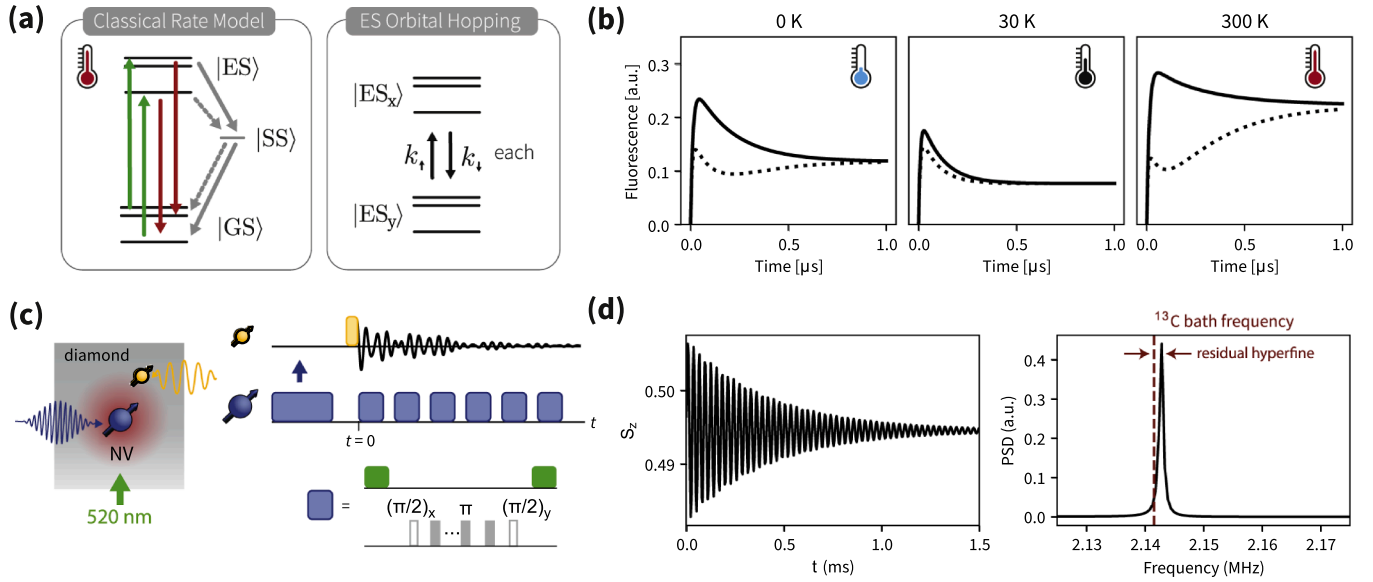 (a)
Classical Rate Model
|ES⟩
|SS⟩
|GS⟩
ES Orbital Hopping
|ESx⟩
k↑
k↓
each
|ESy⟩
(b)
0 K
30 K
300 K
Fluorescence [a.u.]
0.3
0.2
0.1
0.0
0.0 0.5 1.0
Time [µs]
0.0 0.5 1.0
Time [µs]
0.0 0.5 1.0
Time [µs]
(c)
diamond
NV
520 nm
t
t = 0
=
(π/2)x
π
(π/2)y
...
(d)
Sz
0.50
0.49
0.0 0.5 1.0 1.5
t (ms)
13C bath frequency
residual hyperfine
PSD (a.u.)
0.4
0.3
0.2
0.1
0.0
2.13 2.14 2.15 2.16 2.17
Frequency (MHz)